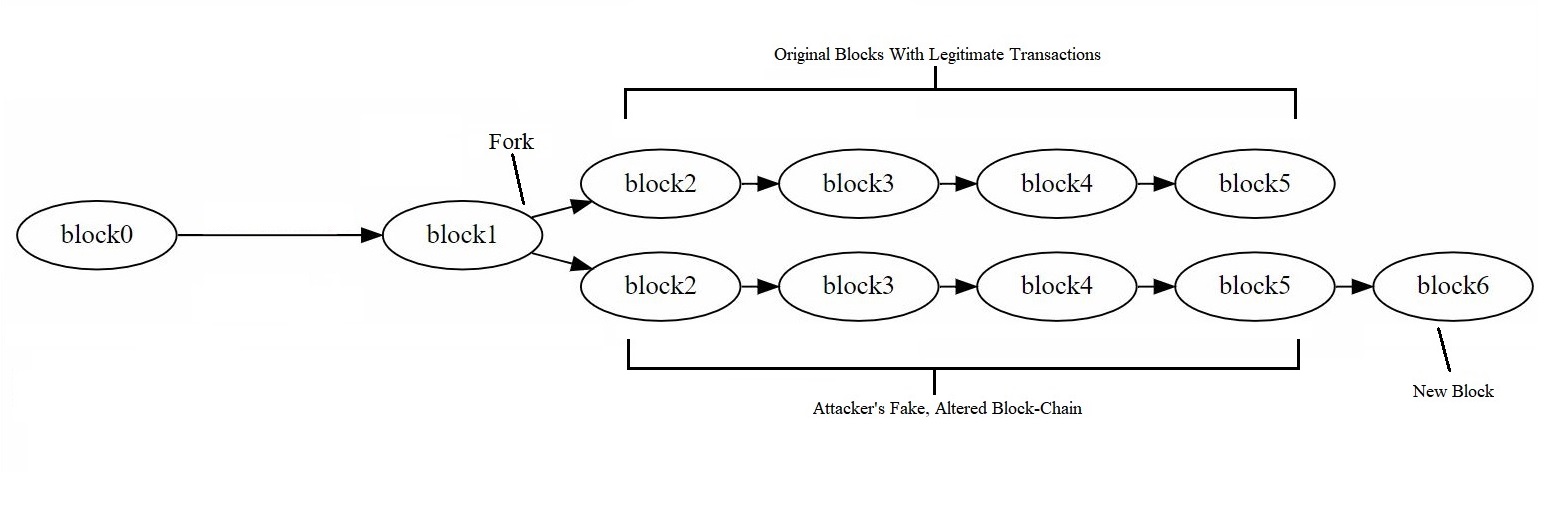 Original Blocks With Legitimate Transactions
Fork
block2 block3 block4 block5
block0 block1
block2 block3 block4 block5 block6
New Block
Attacker's Fake, Altered Block-Chain